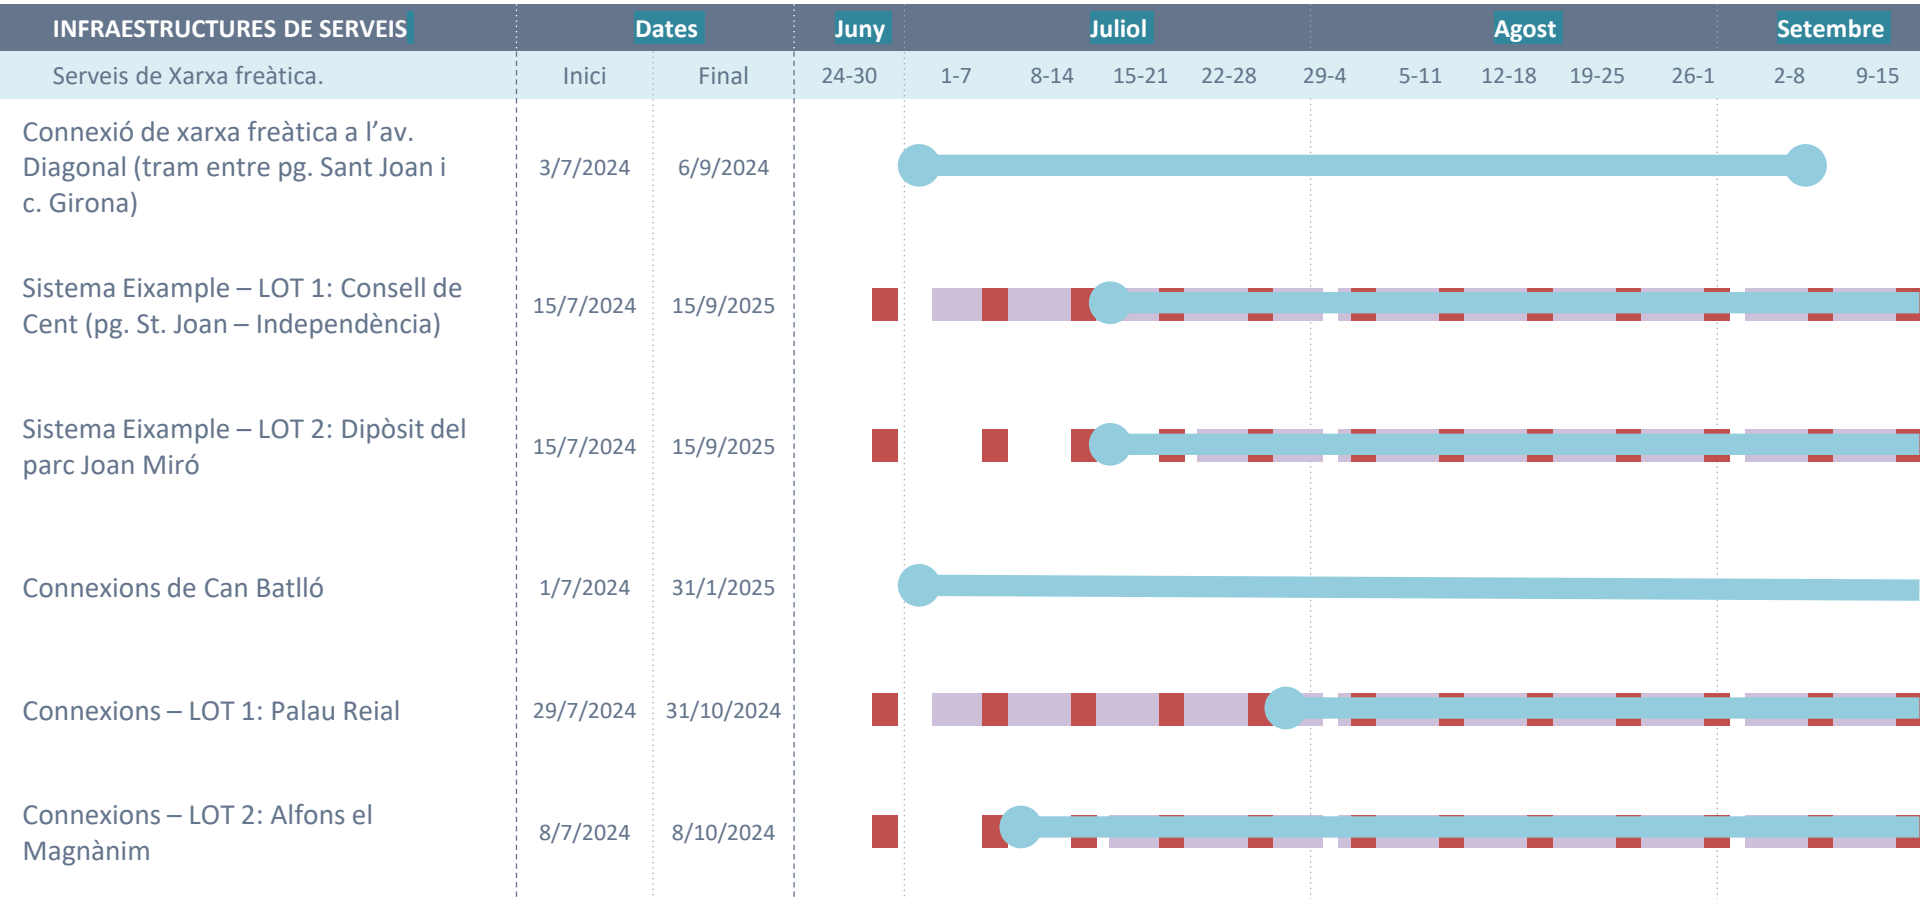 INFRAESTRUCTURES DE SERVEIS Dates Juny Juliol Agost Setembre
Serveis de Xarxa freàtica. Inici Final 24-30 1-7 8-14 15-21 22-28 29-4 5-11 12-18 19-25 26-1 2-8 9-15
Connexió de xarxa freàtica a l’av.
Diagonal (tram entre pg. Sant Joan i
c. Girona)
3/7/2024 6/9/2024
Sistema Eixample – LOT 1: Consell de
Cent (pg. St. Joan – Independència)
15/7/2024 15/9/2025
Sistema Eixample – LOT 2: Dipòsit del
parc Joan Miró
15/7/2024 15/9/2025
Connexions de Can Batlló 1/7/2024 31/1/2025
Connexions – LOT 1: Palau Reial 29/7/2024 31/10/2024
Connexions – LOT 2: Alfons el
Magnànim
8/7/2024 8/10/2024